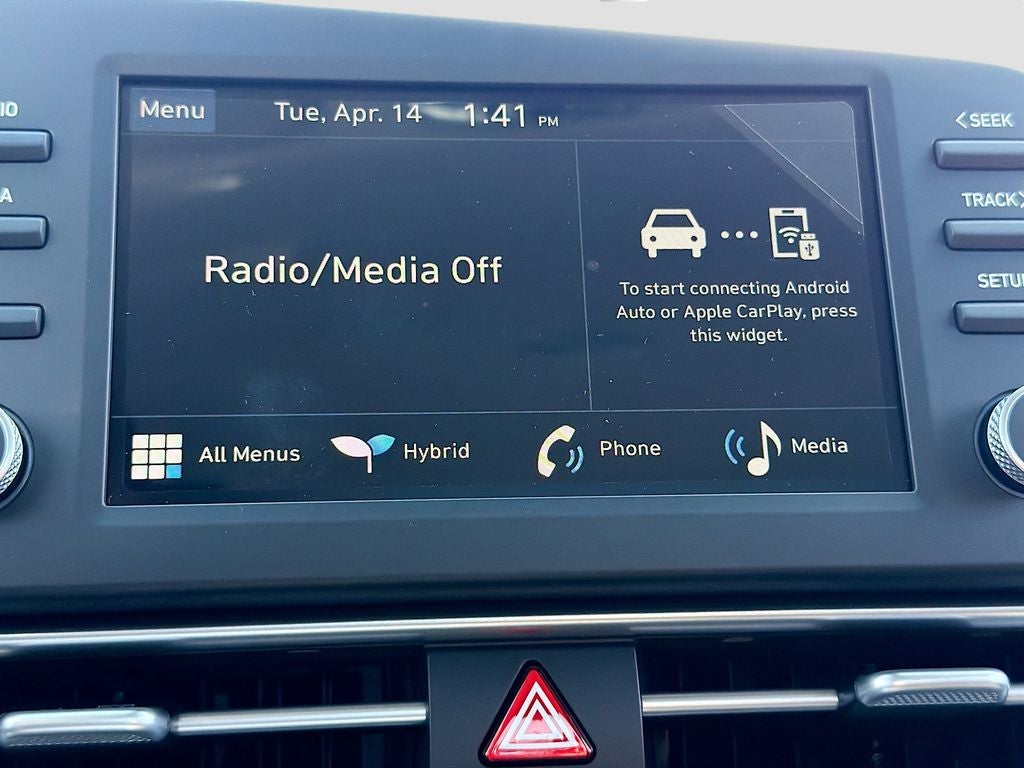 Menu
Tue, Apr. 14
1:41 PM
<SEEK
TRACK>
Radio/Media Off
To start connecting Android
Auto or Apple CarPlay, press
this widget.
All Menus
Hybrid
Phone
Media